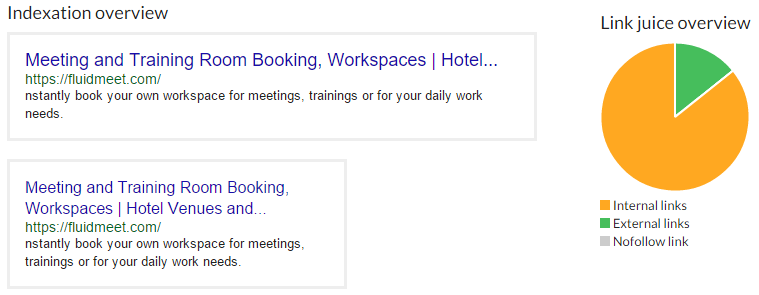 Indexation overview
Meeting and Training Room Booking, Workspaces | Hotel...
https://fluidmeet.com/
nstantly book your own workspace for meetings, trainings or for your daily work
needs.
Meeting and Training Room Booking,
Workspaces | Hotel Venues and...
https://fluidmeet.com/
nstantly book your own workspace for meetings,
trainings or for your daily work needs.
Link juice overview
Internal links
External links
Nofollow link